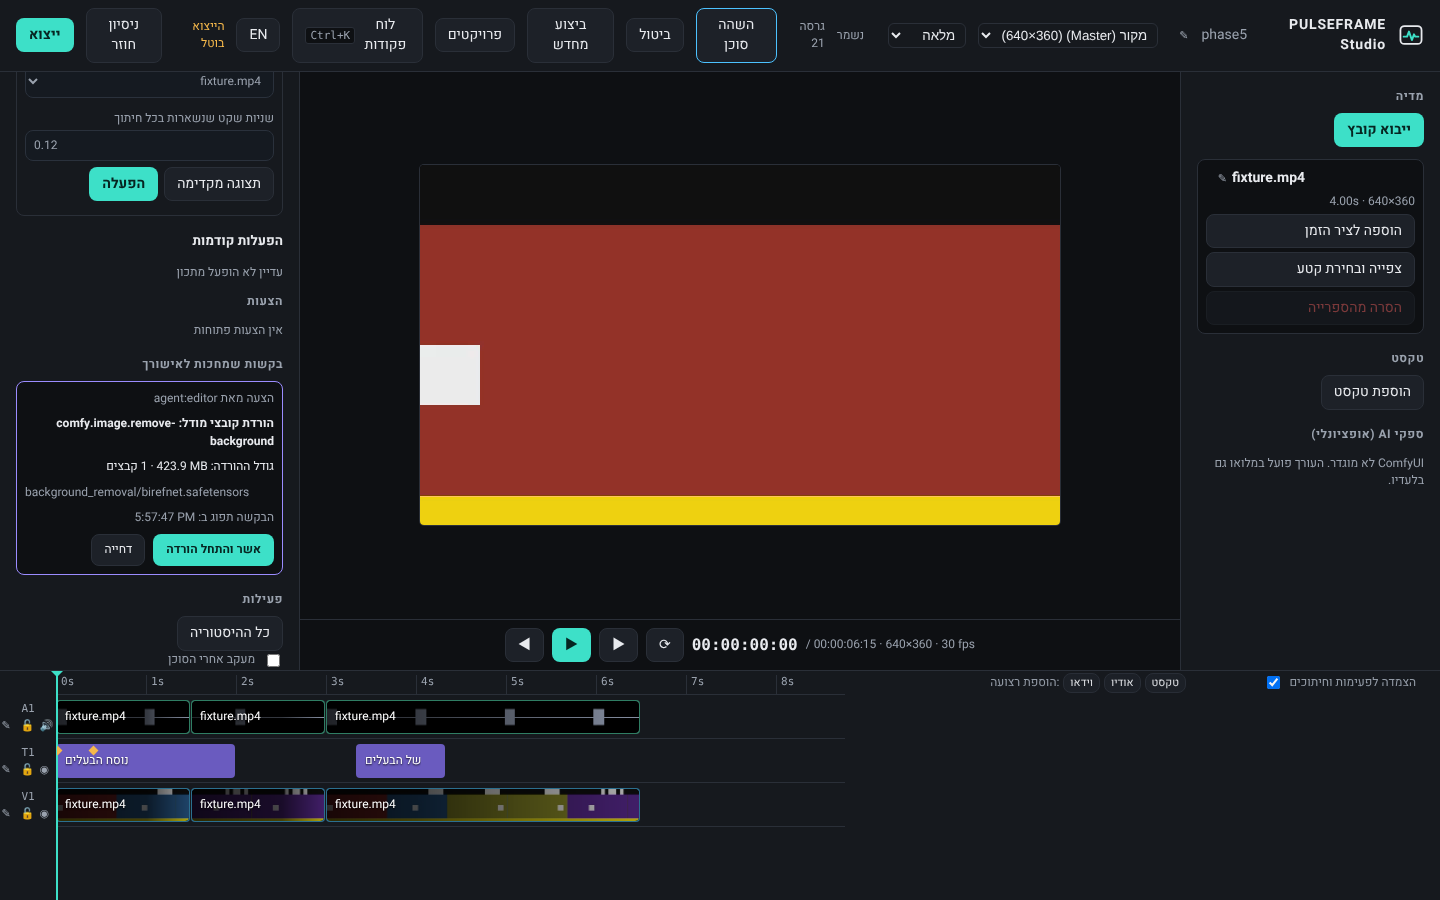 PULSEFRAME
Studio
phase5 ✎
מקור (Master) (640×360)
מלאה
נשמר
גרסה
21
השהה
סוכן
ביטול
ביצוע
מחדש
פרויקטים
לוח
פקודות
Ctrl+K
EN
הייצוא
בוטל
ניסיון
חוזר
ייצוא
מדיה
ייבוא קובץ
fixture.mp4 ✎
4.00s · 640×360
הוספה לציר הזמן
צפייה ובחירת קטע
הסרה מהספרייה
טקסט
הוספת טקסט
ספקי AI (אופציונלי)
ComfyUI לא מוגדר. העורך פועל במלואו גם
בלעדיו.
fixture.mp4
שניות שקט שנשארות בכל חיתוך
0.12
תצוגה מקדימה
הפעלה
הפעלות קודמות
עדיין לא הופעל מתכון
הצעות
אין הצעות פתוחות
בקשות שמחכות לאישורך
הצעה מאת agent:editor
הורדת קובצי מודל: comfy.image.remove-
background
גודל ההורדה: 423.9 MB · 1 קבצים
background_removal/birefnet.safetensors
הבקשה תפוג ב: 5:57:47 PM
אשר והתחל הורדה
דחייה
פעילות
כל ההיסטוריה
מעקב אחרי הסוכן
00:00:00:00 / 00:00:06:15 · 640×360 · 30 fps
הצמדה לפעימות וחיתוכים
הוספת רצועה:
וידאו
אודיו
טקסט
0s 1s 2s 3s 4s 5s 6s 7s 8s
A1
fixture.mp4 fixture.mp4 fixture.mp4
T1
נוסח הבעלים
של הבעלים
V1
fixture.mp4 fixture.mp4 fixture.mp4